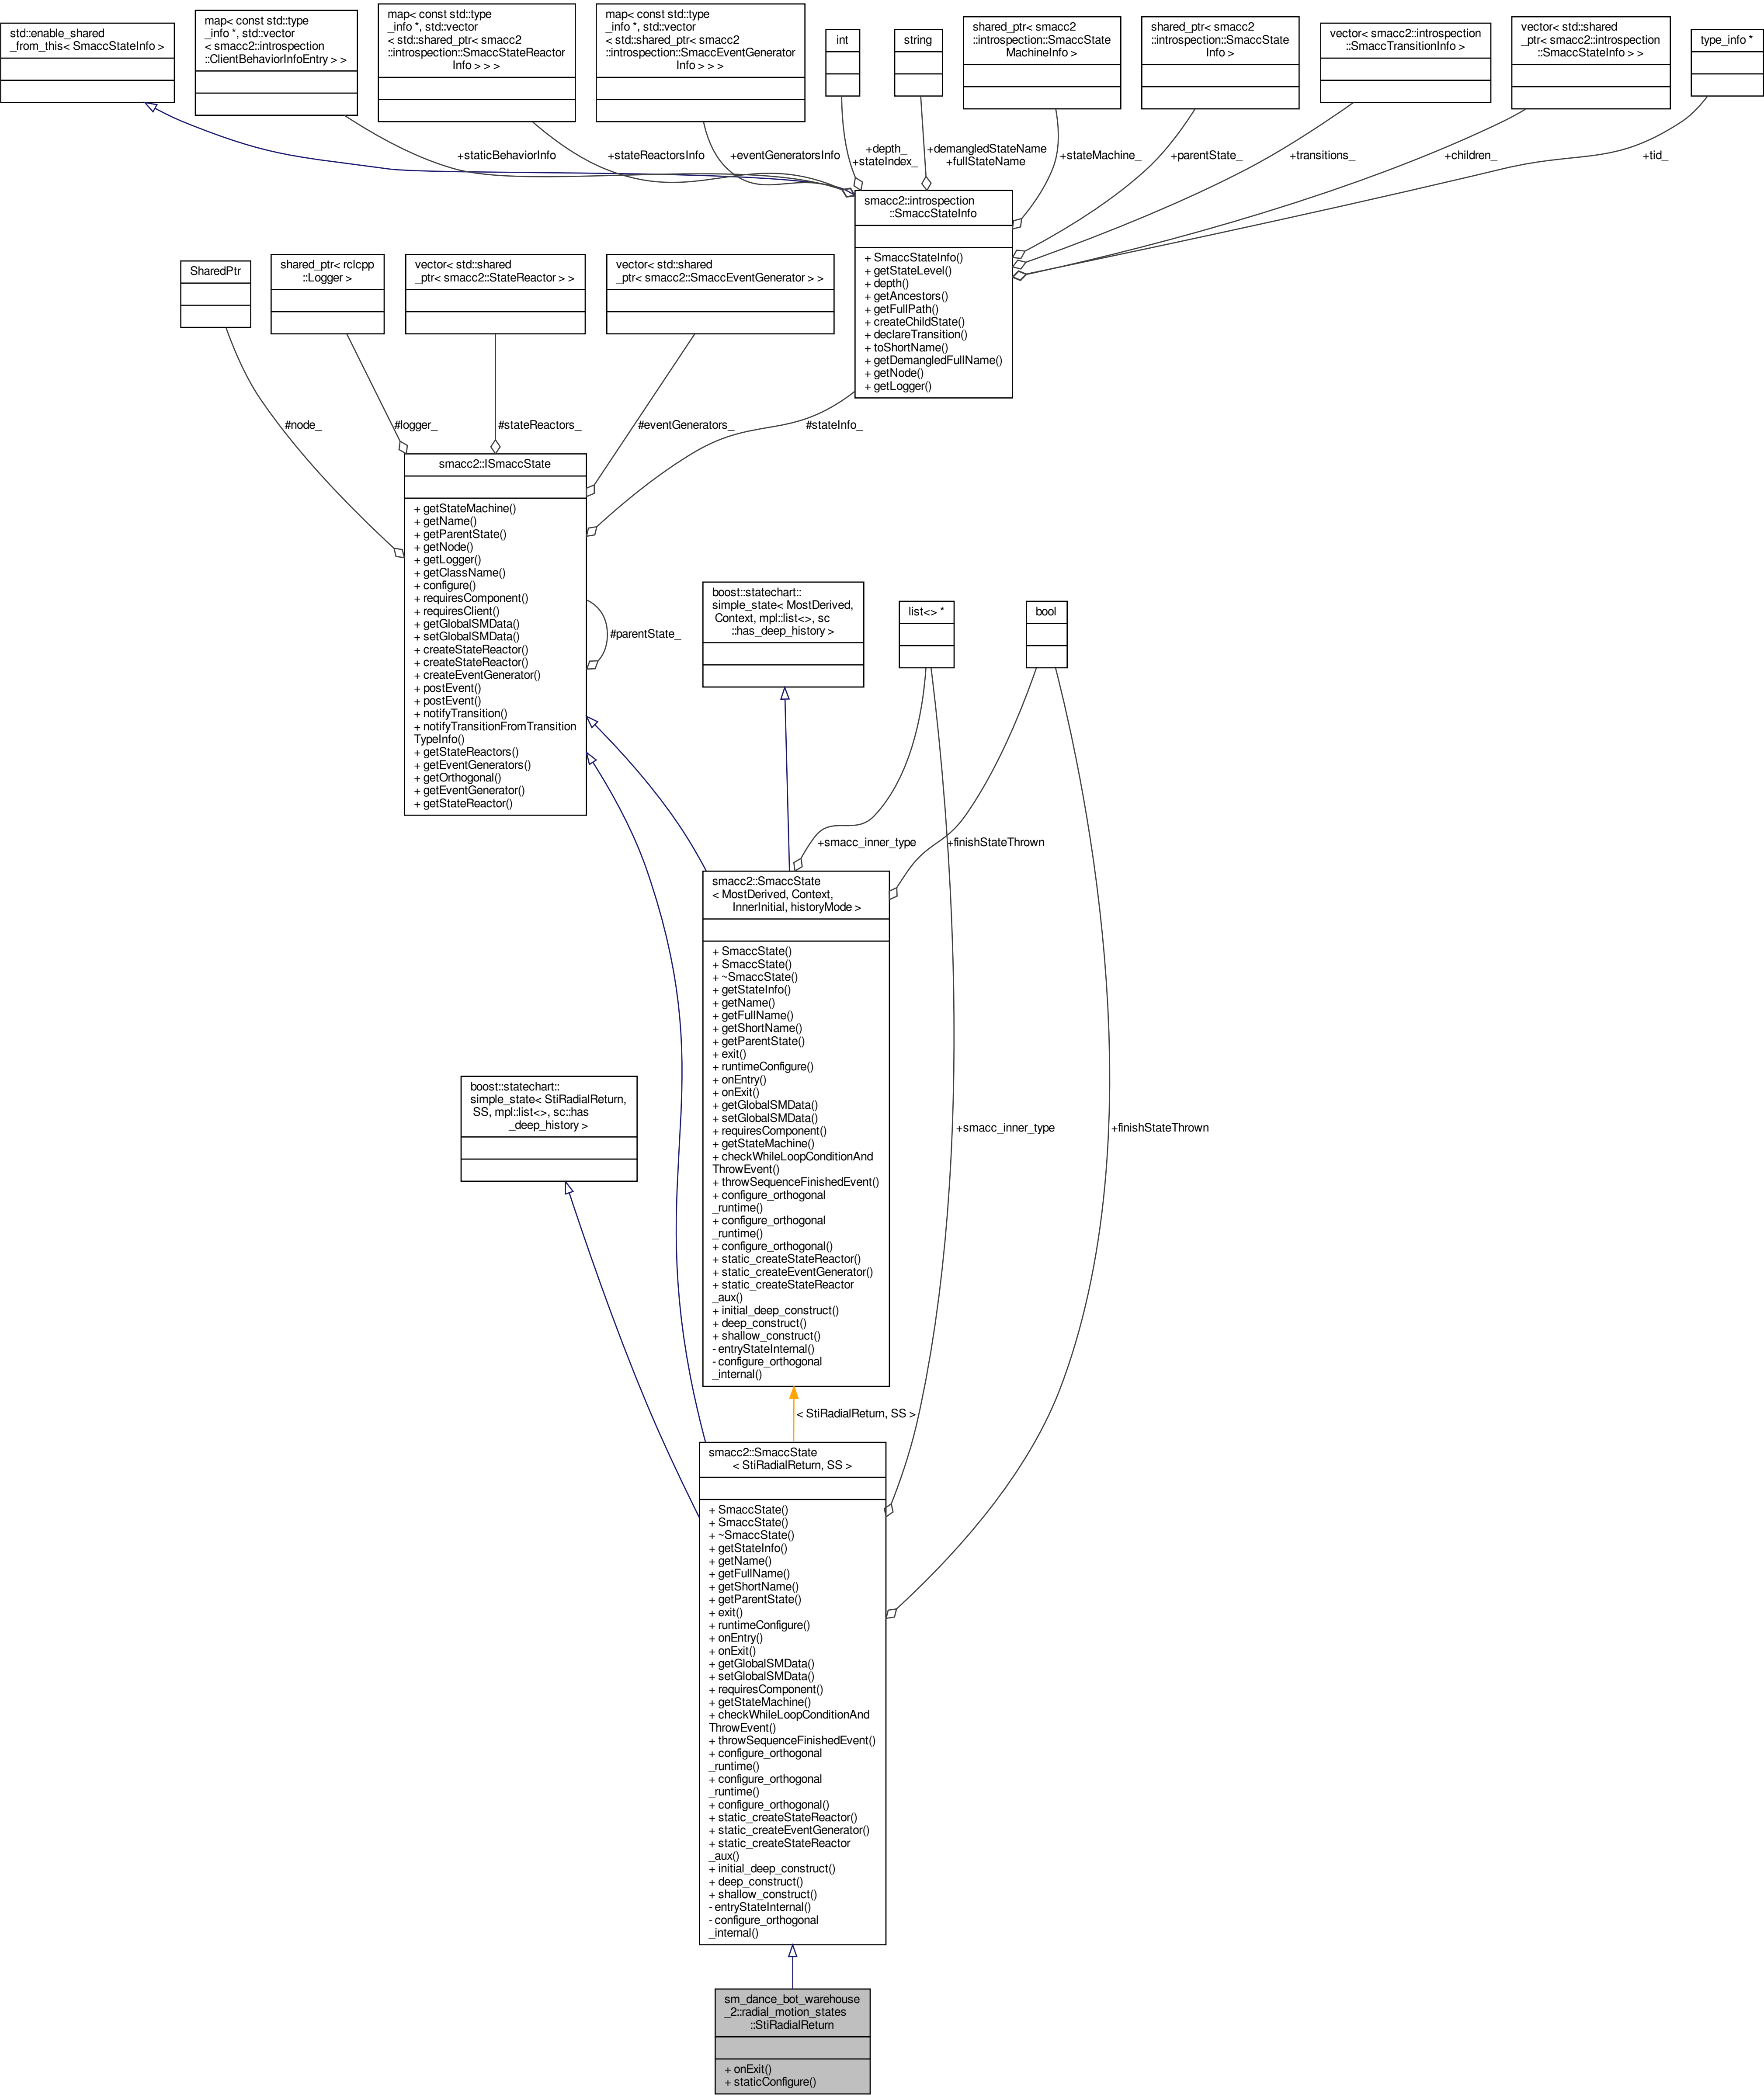 std::enable_shared
_from_this< SmaccStateInfo >
map< const std::type
_info *, std::vector
< smacc2::introspection
::ClientBehaviorInfoEntry > >
map< const std::type
_info *, std::vector
< std::shared_ptr< smacc2
::introspection::SmaccStateReactor
Info > > >
map< const std::type
_info *, std::vector
< std::shared_ptr< smacc2
::introspection::SmaccEventGenerator
Info > > >
int
string
shared_ptr< smacc2
::introspection::SmaccState
MachineInfo >
shared_ptr< smacc2
::introspection::SmaccState
Info >
vector< smacc2::introspection
::SmaccTransitionInfo >
vector< std::shared
_ptr< smacc2::introspection
::SmaccStateInfo > >
type_info *
+staticBehaviorInfo
+stateReactorsInfo
+eventGeneratorsInfo
+depth_
+stateIndex_
+demangledStateName
+fullStateName
+stateMachine_
+parentState_
+transitions_
+children_
+tid_
smacc2::introspection
::SmaccStateInfo
+ SmaccStateInfo()
+ getStateLevel()
+ depth()
+ getAncestors()
+ getFullPath()
+ createChildState()
+ declareTransition()
+ toShortName()
+ getDemangledFullName()
+ getNode()
+ getLogger()
SharedPtr
shared_ptr< rclcpp
::Logger >
vector< std::shared
_ptr< smacc2::StateReactor > >
vector< std::shared
_ptr< smacc2::SmaccEventGenerator > >
#node_
#logger_
#stateReactors_
#eventGenerators_
#stateInfo_
smacc2::ISmaccState
+ getStateMachine()
+ getName()
+ getParentState()
+ getNode()
+ getLogger()
+ getClassName()
+ configure()
+ requiresComponent()
+ requiresClient()
+ getGlobalSMData()
+ setGlobalSMData()
+ createStateReactor()
+ createStateReactor()
+ createEventGenerator()
+ postEvent()
+ postEvent()
+ notifyTransition()
+ notifyTransitionFromTransition
TypeInfo()
+ getStateReactors()
+ getEventGenerators()
+ getOrthogonal()
+ getEventGenerator()
+ getStateReactor()
#parentState_
boost::statechart::
simple_state< MostDerived,
Context, mpl::list<>, sc
::has_deep_history >
list<> *
bool
+smacc_inner_type
+finishStateThrown
smacc2::SmaccState
< MostDerived, Context,
InnerInitial, historyMode >
+ SmaccState()
+ SmaccState()
+ ~SmaccState()
+ getStateInfo()
+ getName()
+ getFullName()
+ getShortName()
+ getParentState()
+ exit()
+ runtimeConfigure()
+ onEntry()
+ onExit()
+ getGlobalSMData()
+ setGlobalSMData()
+ requiresComponent()
+ getStateMachine()
+ checkWhileLoopConditionAnd
ThrowEvent()
+ throwSequenceFinishedEvent()
+ configure_orthogonal
_runtime()
+ configure_orthogonal
_runtime()
+ configure_orthogonal()
+ static_createStateReactor()
+ static_createEventGenerator()
+ static_createStateReactor
_aux()
+ initial_deep_construct()
+ deep_construct()
+ shallow_construct()
- entryStateInternal()
- configure_orthogonal
_internal()
boost::statechart::
simple_state< StiRadialReturn,
SS, mpl::list<>, sc::has
_deep_history >
+smacc_inner_type
+finishStateThrown
< StiRadialReturn, SS >
smacc2::SmaccState
< StiRadialReturn, SS >
+ SmaccState()
+ SmaccState()
+ ~SmaccState()
+ getStateInfo()
+ getName()
+ getFullName()
+ getShortName()
+ getParentState()
+ exit()
+ runtimeConfigure()
+ onEntry()
+ onExit()
+ getGlobalSMData()
+ setGlobalSMData()
+ requiresComponent()
+ getStateMachine()
+ checkWhileLoopConditionAnd
ThrowEvent()
+ throwSequenceFinishedEvent()
+ configure_orthogonal
_runtime()
+ configure_orthogonal
_runtime()
+ configure_orthogonal()
+ static_createStateReactor()
+ static_createEventGenerator()
+ static_createStateReactor
_aux()
+ initial_deep_construct()
+ deep_construct()
+ shallow_construct()
- entryStateInternal()
- configure_orthogonal
_internal()
sm_dance_bot_warehouse
_2::radial_motion_states
::StiRadialReturn
+ onExit()
+ staticConfigure()